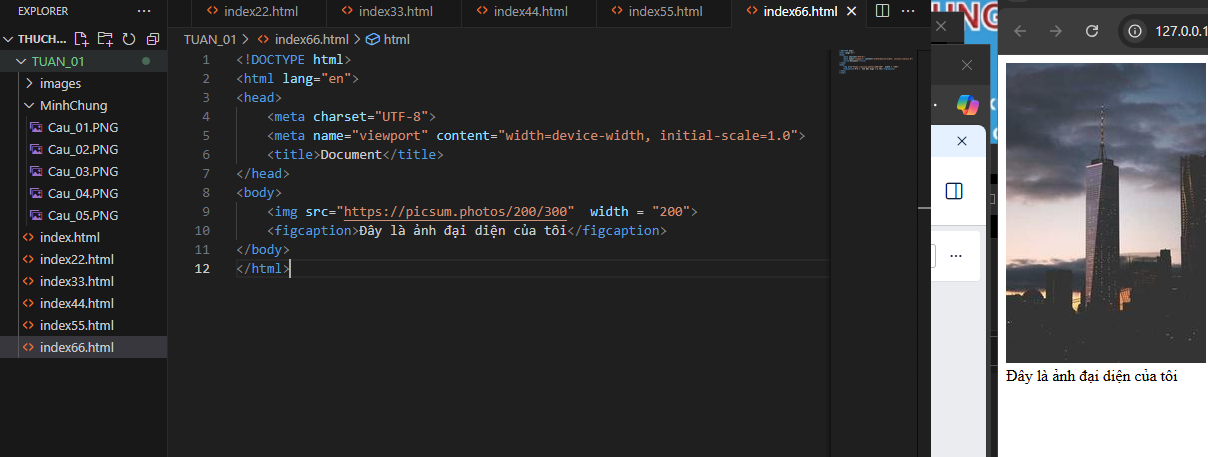 EXPLORER ...
index22.html index33.html index44.html index55.html index66.html
THUCH...
TUAN_01
images
MinhChung
Cau_01.PNG
Cau_02.PNG
Cau_03.PNG
Cau_04.PNG
Cau_05.PNG
index.html
index22.html
index33.html
index44.html
index55.html
index66.html
TUAN_01 > index66.html > html
1 <!DOCTYPE html>
2 <html lang="en">
3 <head>
4 <meta charset="UTF-8">
5 <meta name="viewport" content="width=device-width, initial-scale=1.0">
6 <title>Document</title>
7 </head>
8 <body>
9 <img src="https://picsum.photos/200/300"  width = "200">
10 <figcaption>Đây là ảnh đại diện của tôi</figcaption>
11 </body>
12 </html>
127.0.0.1
Đây là ảnh đại diện của tôi